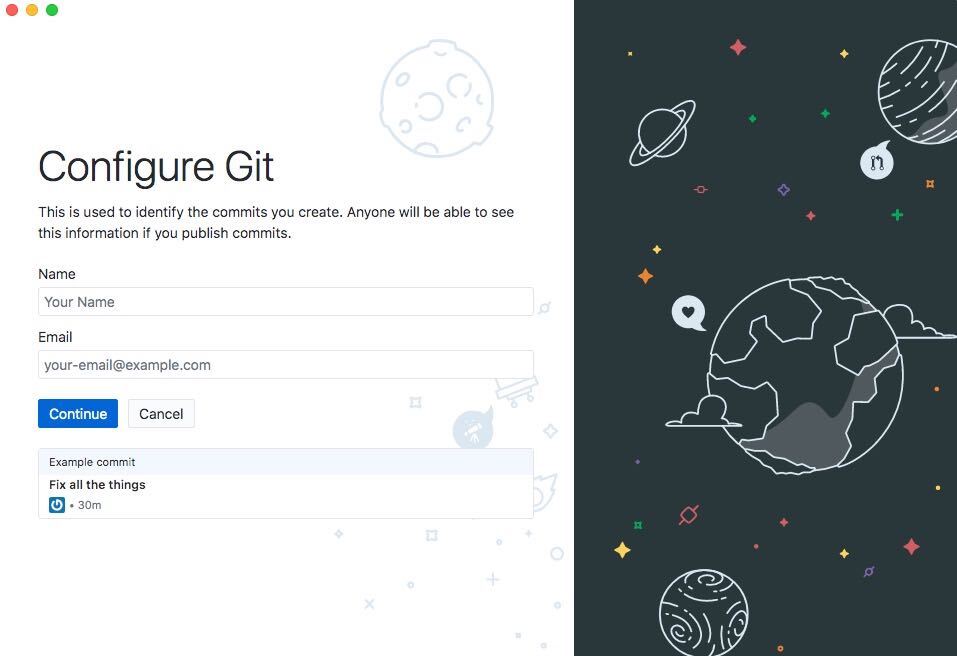 Configure Git
This is used to identify the commits you create. Anyone will be able to see
this information if you publish commits.
Name
Your Name
Email
your-email@example.com
Continue Cancel
Example commit
Fix all the things
• 30m